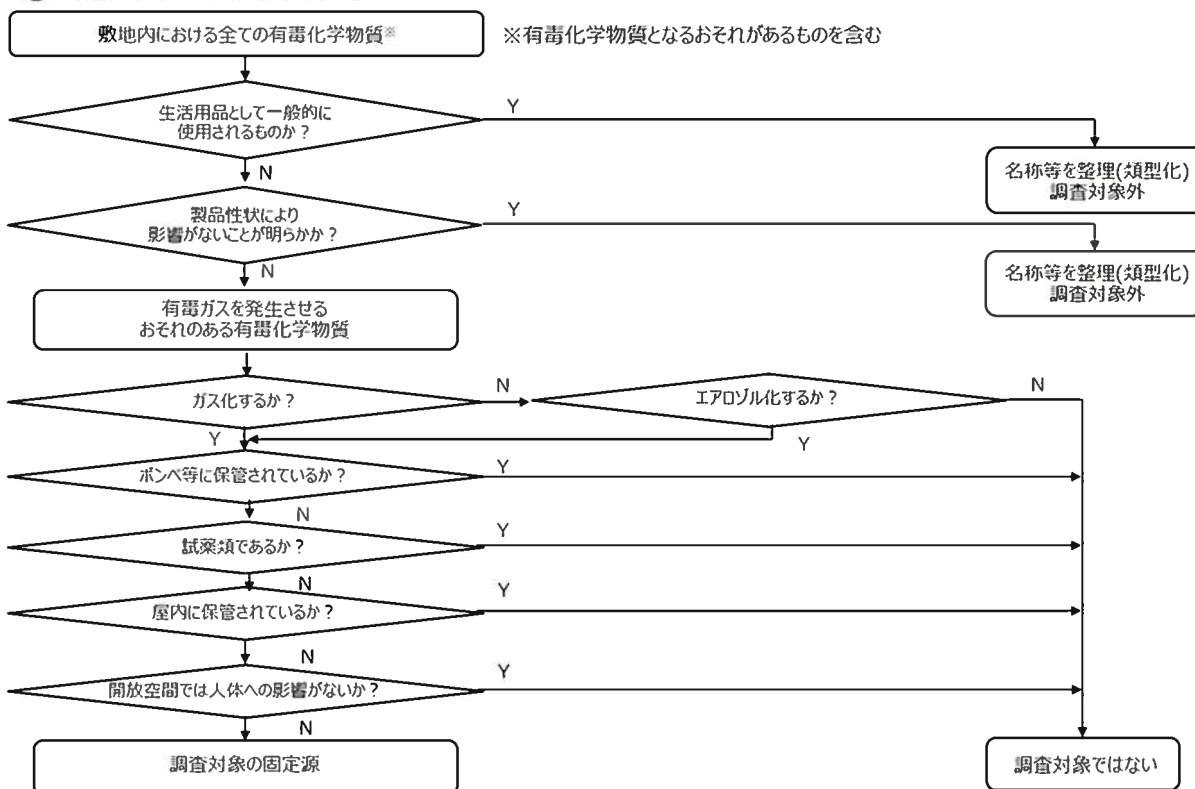 敷地内における全ての有毒化学物質※
※有毒化学物質となるおそれがあるものを含む
生活用品として一般的に
使用されるものか？
Y
N
名称等を整理(類型化)
調査対象外
製品性状により
影響がないことが明らかか？
Y
N
名称等を整理(類型化)
調査対象外
有毒ガスを発生させる
おそれのある有毒化学物質
ガス化するか？
N
エアロゾル化するか？
N
Y
Y
ボンベ等に保管されているか？
Y
N
試薬類であるか？
Y
N
屋内に保管されているか？
Y
N
開放空間では人体への影響がないか？
Y
N
調査対象の固定源
調査対象ではない